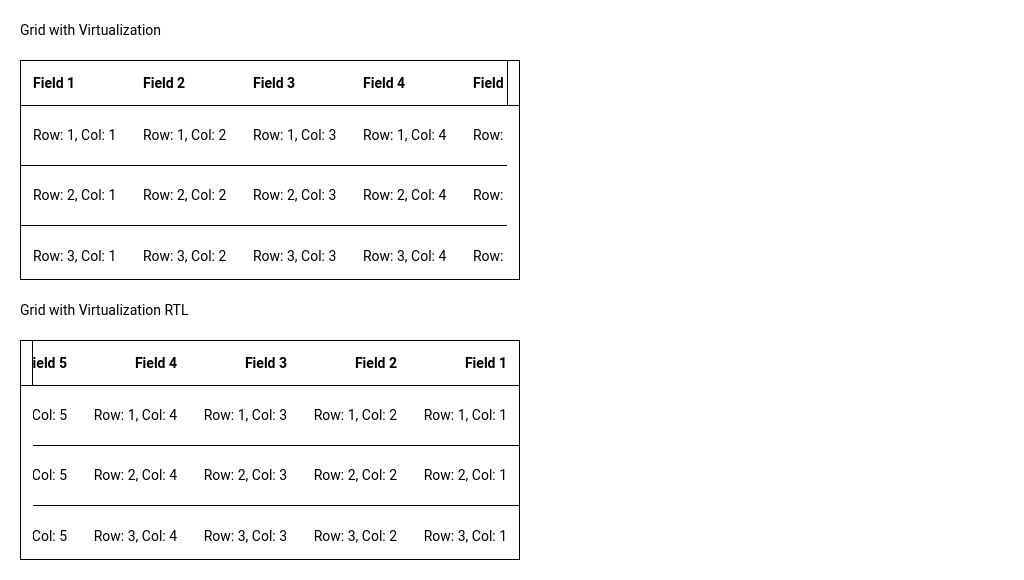 Grid with Virtualization
Field 1 Field 2 Field 3 Field 4 Field
Row: 1, Col: 1 Row: 1, Col: 2 Row: 1, Col: 3 Row: 1, Col: 4 Row:
Row: 2, Col: 1 Row: 2, Col: 2 Row: 2, Col: 3 Row: 2, Col: 4 Row:
Row: 3, Col: 1 Row: 3, Col: 2 Row: 3, Col: 3 Row: 3, Col: 4 Row:
Grid with Virtualization RTL
ield 5 Field 4 Field 3 Field 2 Field 1
Col: 5 Row: 1, Col: 4 Row: 1, Col: 3 Row: 1, Col: 2 Row: 1, Col: 1
Col: 5 Row: 2, Col: 4 Row: 2, Col: 3 Row: 2, Col: 2 Row: 2, Col: 1
Col: 5 Row: 3, Col: 4 Row: 3, Col: 3 Row: 3, Col: 2 Row: 3, Col: 1